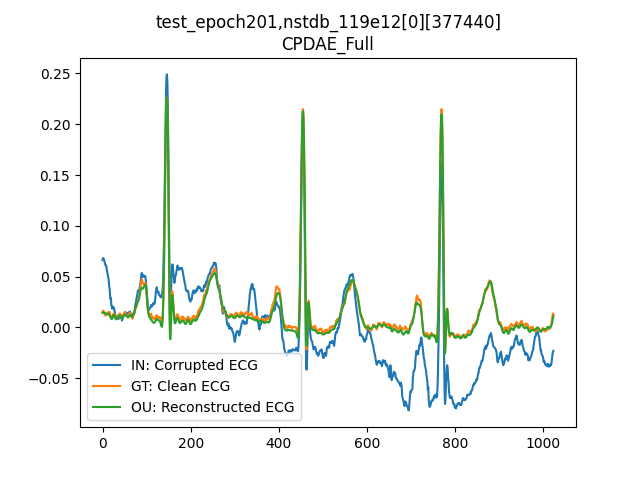 test_epoch201,nstdb_119e12[0][377440]
CPDAE_Full
0.25
0.20
0.15
0.10
0.05
0.00
−0.05
IN: Corrupted ECG
GT: Clean ECG
OU: Reconstructed ECG
0 200 400 600 800 1000